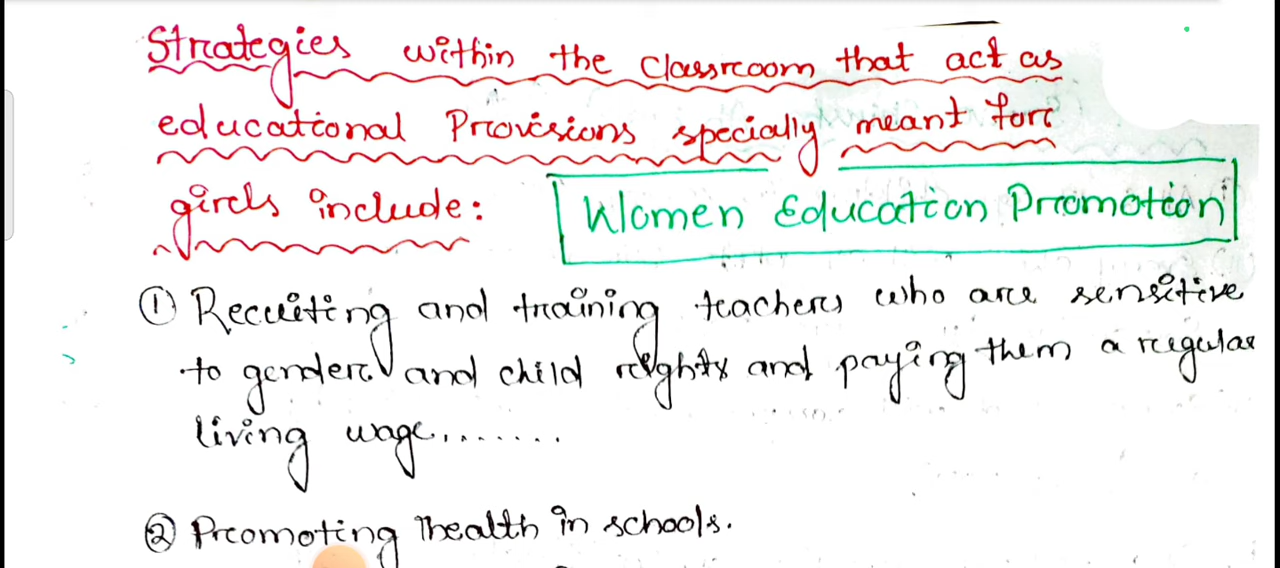 Strategies within the classroom that act as
educational Provisions specially meant for
girls include:
Women Education Promotion
① Recruiting and training teachers who are sensitive
to gender and child rights and paying them a regular
living wage.......
② Promoting health in schools.